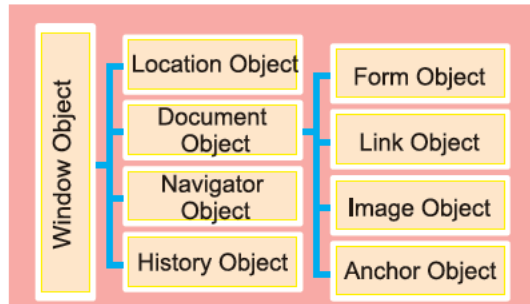 Window Object
Location Object
Document
Object
Navigator
Object
History Object
Form Object
Link Object
Image Object
Anchor Object